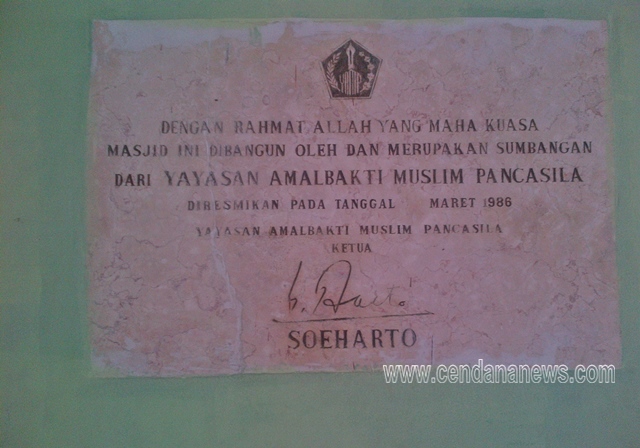 DENGAN RAHMAT ALLAH YANG MAHA KUASA
MASJID INI DIBANGUN OLEH DAN MERUPAKAN SUMBANGAN
DARI YAYASAN AMALBAKTI MUSLIM PANCASILA
DIRESMIKAN PADA TANGGAL MARET 1986
YAYASAN AMALBAKTI MUSLIM PANCASILA
KETUA
SOEHARTO
www.cendananews.com